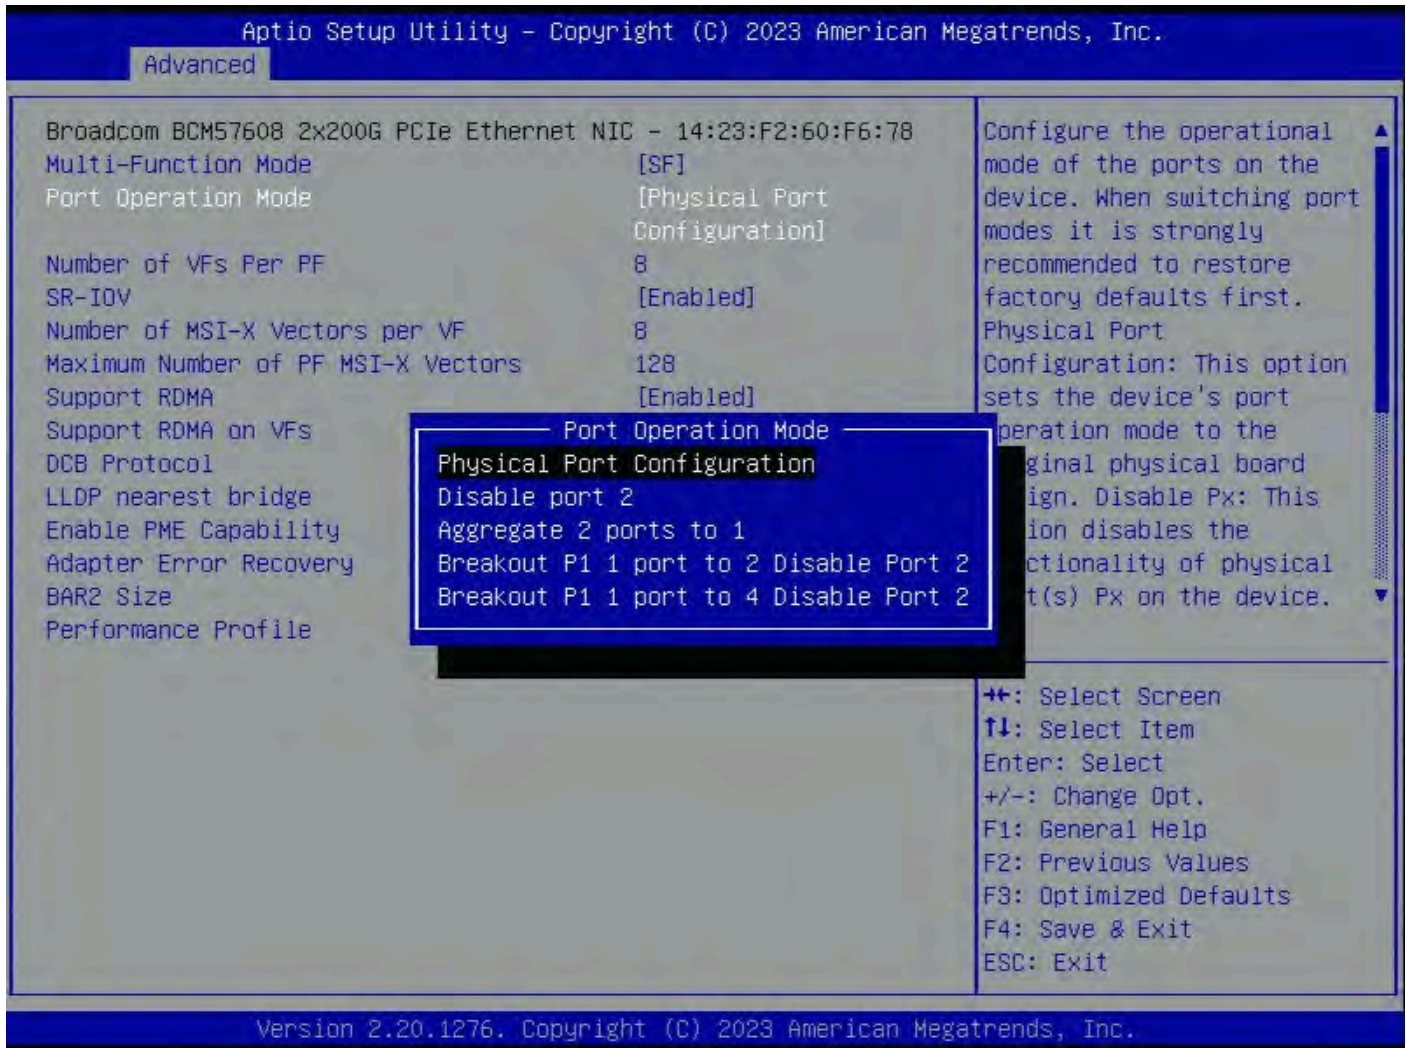 Aptio Setup Utility – Copyright (C) 2023 American Megatrends, Inc.
Advanced
Broadcom BCM57608 2x200G PCIe Ethernet NIC – 14:23:F2:60:F6:78
Multi-Function Mode [SF]
Port Operation Mode [Physical Port
Configuration]
Number of VFs Per PF 8
SR-IOV [Enabled]
Number of MSI-X Vectors per VF 8
Maximum Number of PF MSI-X Vectors 128
Support RDMA [Enabled]
Support RDMA on VFs
DCB Protocol
LLDP nearest bridge
Enable PME Capability
Adapter Error Recovery
BAR2 Size
Performance Profile
Port Operation Mode
Physical Port Configuration
Disable port 2
Aggregate 2 ports to 1
Breakout P1 1 port to 2 Disable Port 2
Breakout P1 1 port to 4 Disable Port 2
Configure the operational
mode of the ports on the
device. When switching port
modes it is strongly
recommended to restore
factory defaults first.
Physical Port
Configuration: This option
sets the device's port
peration mode to the
ginal physical board
ign. Disable Px: This
ion disables the
ctionality of physical
t(s) Px on the device.
→←: Select Screen
↑↓: Select Item
Enter: Select
+/-: Change Opt.
F1: General Help
F2: Previous Values
F3: Optimized Defaults
F4: Save & Exit
ESC: Exit
Version 2.20.1276. Copyright (C) 2023 American Megatrends, Inc.